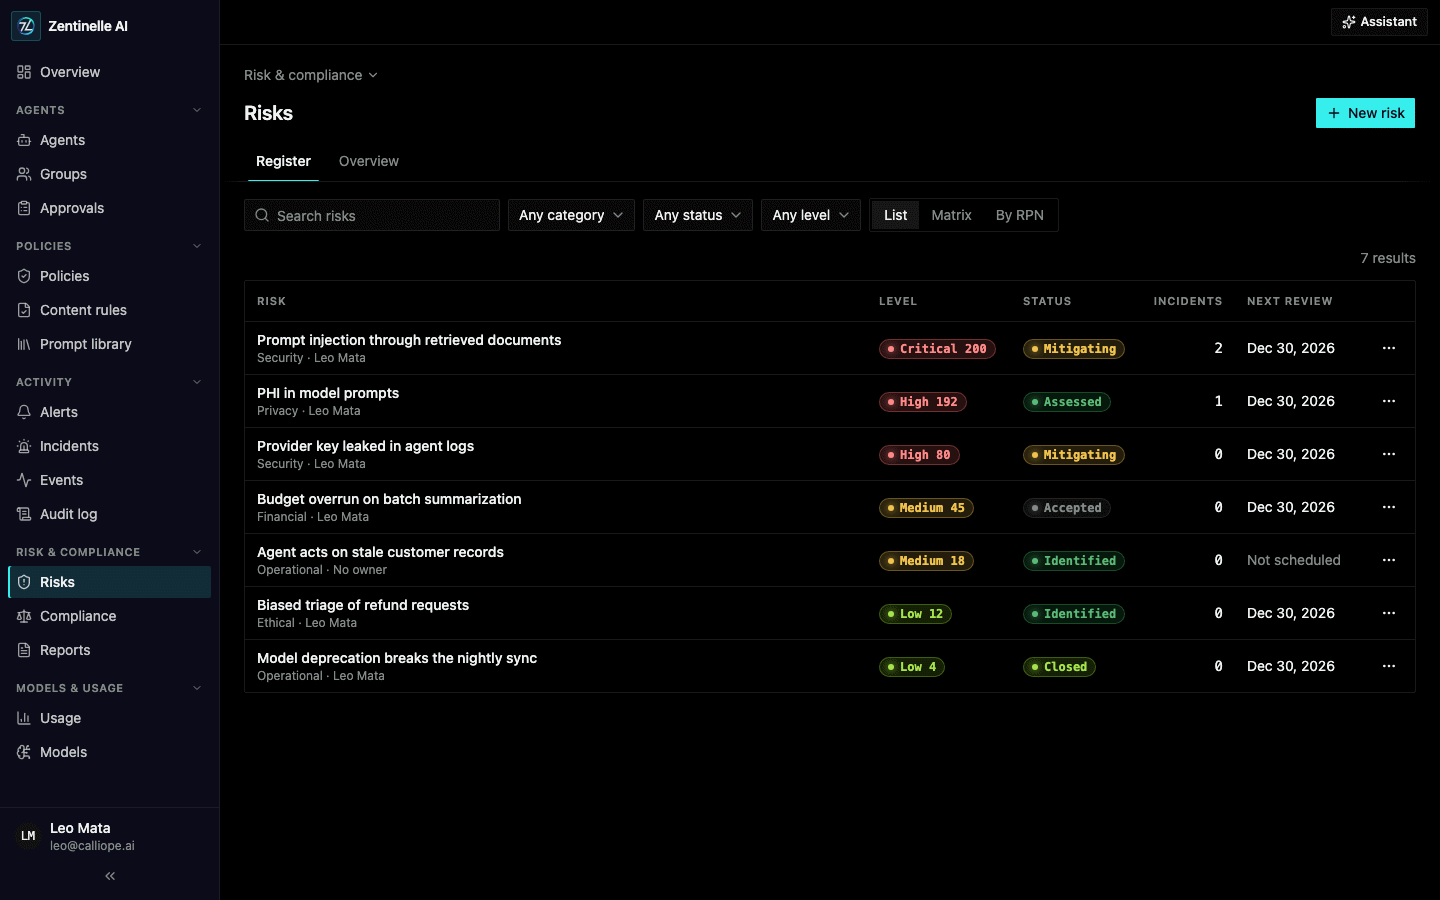 Zentinelle AI
Assistant
Overview
AGENTS
Agents
Groups
Approvals
POLICIES
Policies
Content rules
Prompt library
ACTIVITY
Alerts
Incidents
Events
Audit log
RISK & COMPLIANCE
Risks
Compliance
Reports
MODELS & USAGE
Usage
Models
LM
Leo Mata
leo@calliope.ai
Risk & compliance
Risks
+ New risk
Register Overview
Search risks Any category Any status Any level List Matrix By RPN
7 results
RISK LEVEL STATUS INCIDENTS NEXT REVIEW
Prompt injection through retrieved documents
Security · Leo Mata
Critical 200 Mitigating 2 Dec 30, 2026
PHI in model prompts
Privacy · Leo Mata
High 192 Assessed 1 Dec 30, 2026
Provider key leaked in agent logs
Security · Leo Mata
High 80 Mitigating 0 Dec 30, 2026
Budget overrun on batch summarization
Financial · Leo Mata
Medium 45 Accepted 0 Dec 30, 2026
Agent acts on stale customer records
Operational · No owner
Medium 18 Identified 0 Not scheduled
Biased triage of refund requests
Ethical · Leo Mata
Low 12 Identified 0 Dec 30, 2026
Model deprecation breaks the nightly sync
Operational · Leo Mata
Low 4 Closed 0 Dec 30, 2026